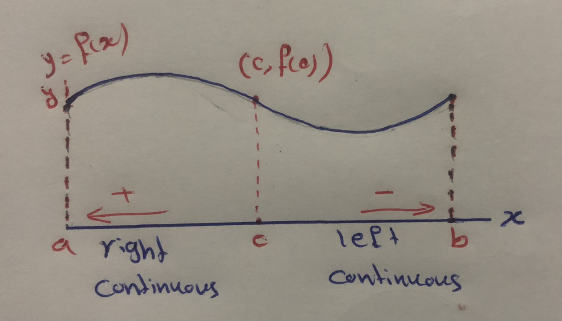 y=f(x)
y
(c, f(c))
+
−
a
right
continuous
c
left
continuous
b
x